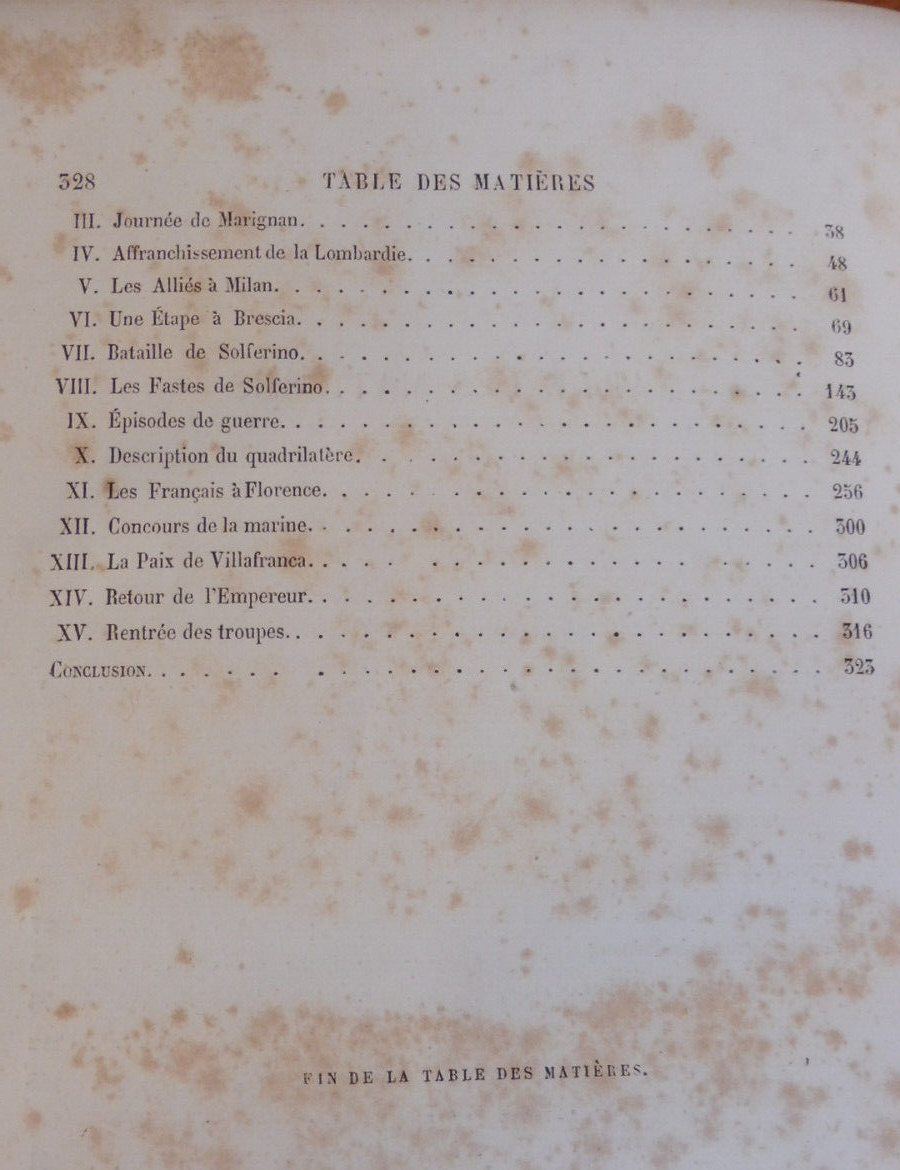 328 TABLE DES MATIÈRES
III. Journée de Marignan. . . . . . . . . . . . . . . . . . . . 38
IV. Affranchissement de la Lombardie. . . . . . . . . . . . . . . . 48
V. Les Alliés à Milan. . . . . . . . . . . . . . . . . . . . . 61
VI. Une Étape à Brescia. . . . . . . . . . . . . . . . . . . . 69
VII. Bataille de Solferino. . . . . . . . . . . . . . . . . . . . 83
VIII. Les Fastes de Solferino. . . . . . . . . . . . . . . . . . . 143
IX. Épisodes de guerre. . . . . . . . . . . . . . . . . . . . . 205
X. Description du quadrilatère. . . . . . . . . . . . . . . . . . 244
XI. Les Français à Florence. . . . . . . . . . . . . . . . . . . 256
XII. Concours de la marine. . . . . . . . . . . . . . . . . . . . 300
XIII. La Paix de Villafranca. . . . . . . . . . . . . . . . . . . 306
XIV. Retour de l'Empereur. . . . . . . . . . . . . . . . . . . . 310
XV. Rentrée des troupes. . . . . . . . . . . . . . . . . . . . . 316
CONCLUSION. . . . . . . . . . . . . . . . . . . . . . . . . 323
FIN DE LA TABLE DES MATIÈRES.